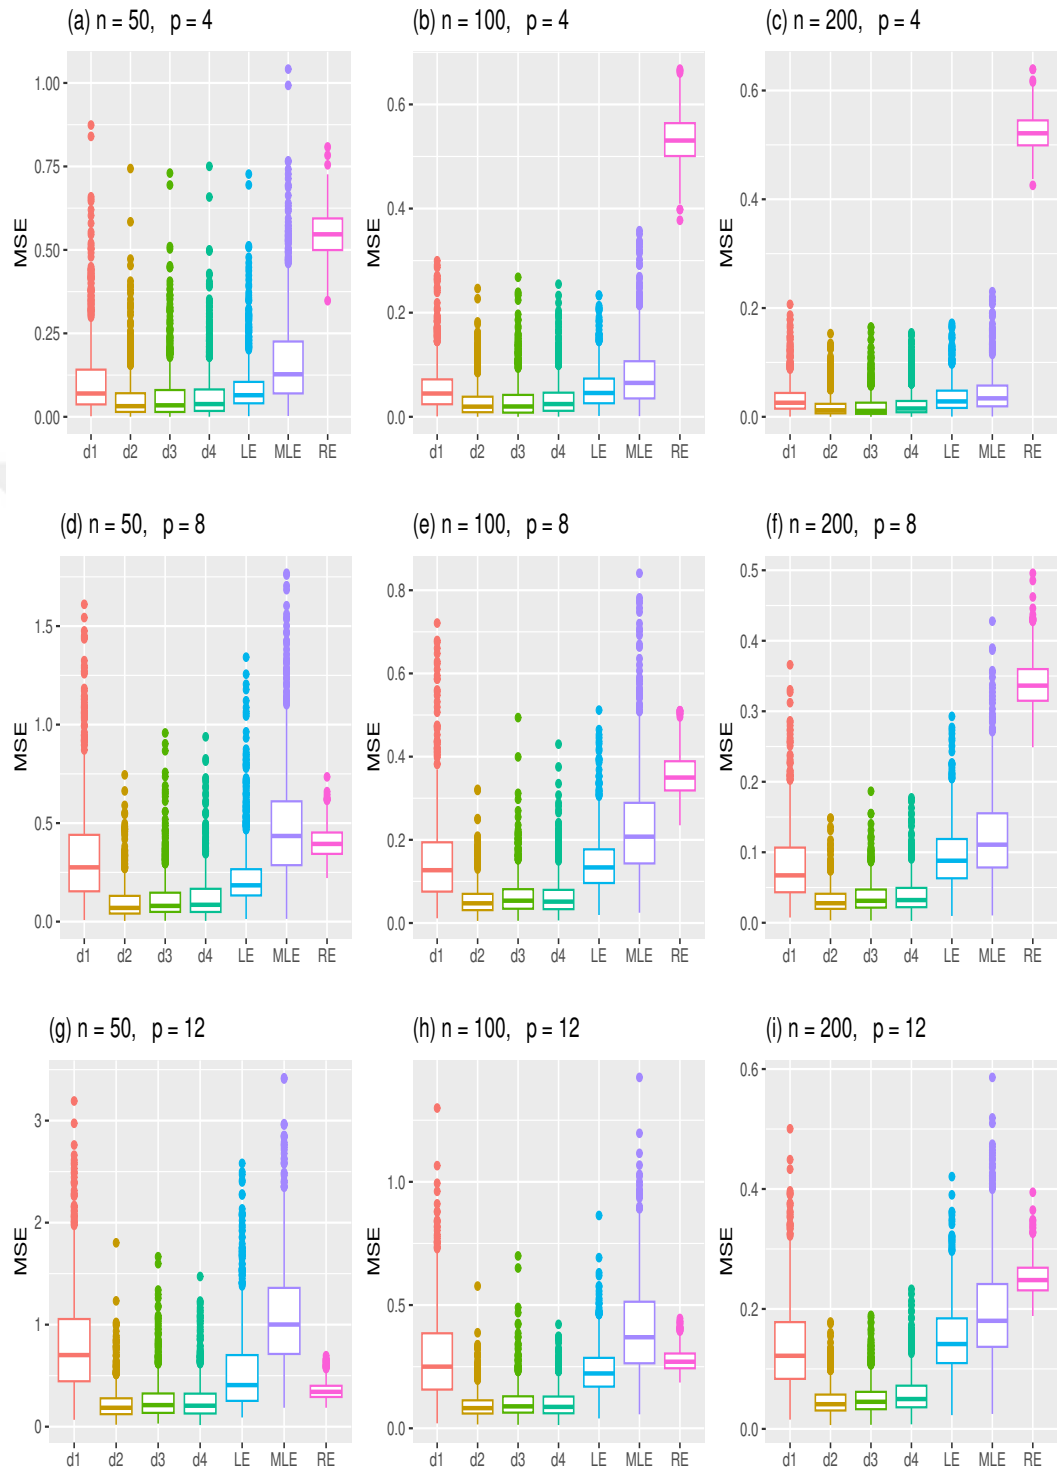 (a) n = 50, p = 4
(b) n = 100, p = 4
(c) n = 200, p = 4
MSE
1.00
0.75
0.50
0.25
0.00
d1 d2 d3 d4 LE MLE RE
MSE
0.6
0.4
0.2
0.0
d1 d2 d3 d4 LE MLE RE
MSE
0.6
0.4
0.2
0.0
d1 d2 d3 d4 LE MLE RE
(d) n = 50, p = 8
(e) n = 100, p = 8
(f) n = 200, p = 8
MSE
1.5
1.0
0.5
0.0
d1 d2 d3 d4 LE MLE RE
MSE
0.8
0.6
0.4
0.2
0.0
d1 d2 d3 d4 LE MLE RE
MSE
0.5
0.4
0.3
0.2
0.1
0.0
d1 d2 d3 d4 LE MLE RE
(g) n = 50, p = 12
(h) n = 100, p = 12
(i) n = 200, p = 12
MSE
3
2
1
0
d1 d2 d3 d4 LE MLE RE
MSE
1.0
0.5
0.0
d1 d2 d3 d4 LE MLE RE
MSE
0.6
0.4
0.2
0.0
d1 d2 d3 d4 LE MLE RE